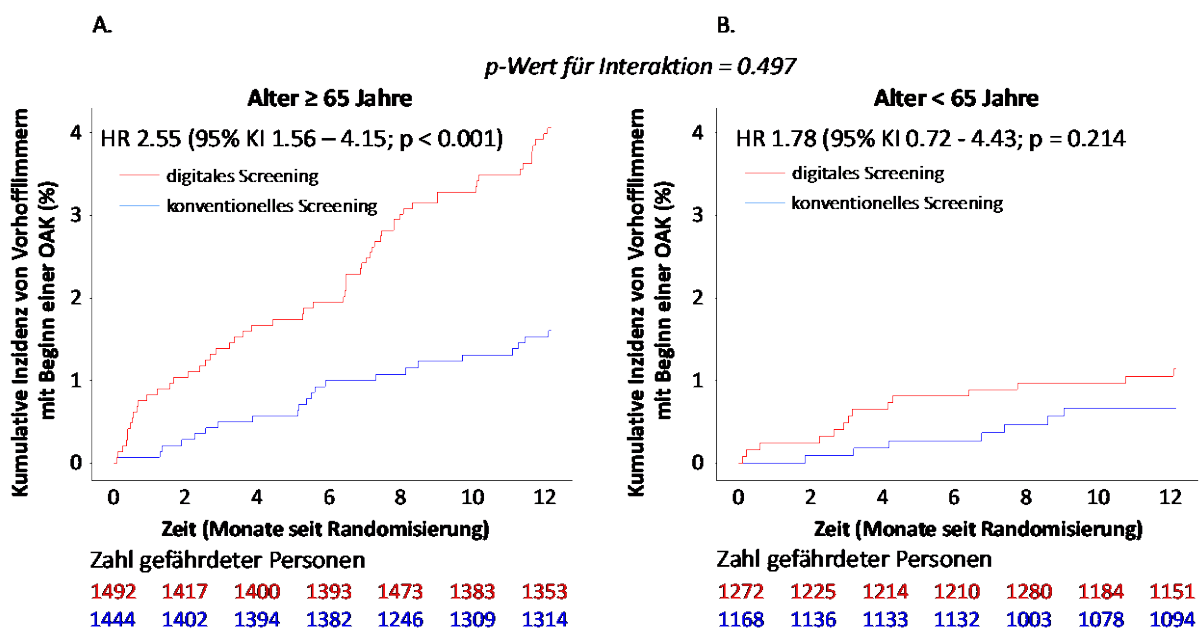 A.
B.
p-Wert für Interaktion = 0.497
Alter ≥ 65 Jahre
HR 2.55 (95% KI 1.56 – 4.15; p < 0.001)
digitales Screening
konventionelles Screening
Kumulative Inzidenz von Vorhofflimmern
mit Beginn einer OAK (%)
4
3
2
1
0
0 2 4 6 8 10 12
Zeit (Monate seit Randomisierung)
Zahl gefährdeter Personen
1492 1417 1400 1393 1473 1383 1353
1444 1402 1394 1382 1246 1309 1314
Alter < 65 Jahre
HR 1.78 (95% KI 0.72 - 4.43; p = 0.214
digitales Screening
konventionelles Screening
Kumulative Inzidenz von Vorhofflimmern
mit Beginn einer OAK (%)
4
3
2
1
0
0 2 4 6 8 10 12
Zeit (Monate seit Randomisierung)
Zahl gefährdeter Personen
1272 1225 1214 1210 1280 1184 1151
1168 1136 1133 1132 1003 1078 1094